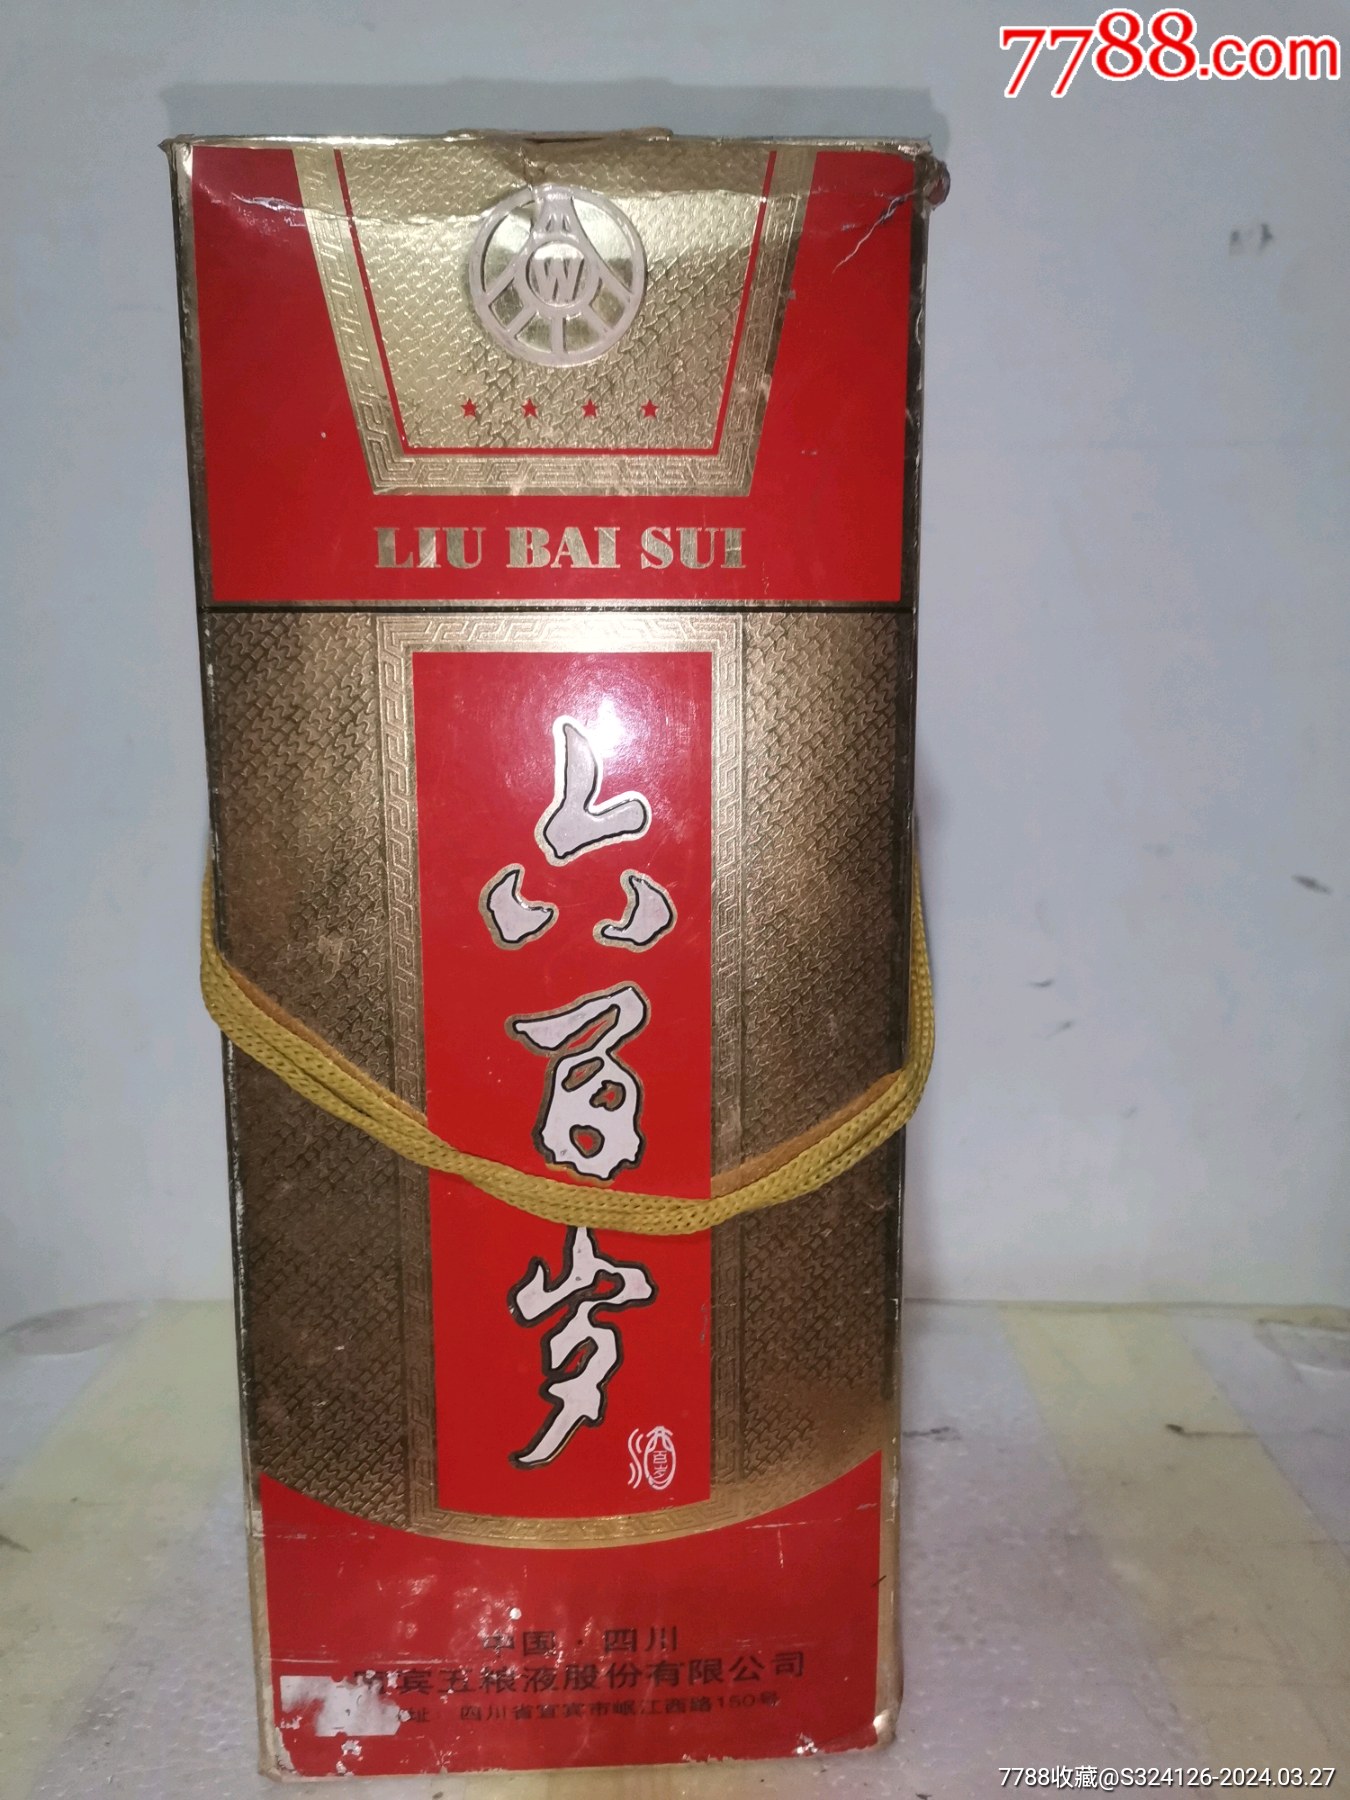 7788.com
W
LIU BAI SUI
六百岁
酒
中国·四川
宜宾五粮液股份有限公司
址: 四川省宜宾市岷江西路150号
7788收藏@S324126-2024.03.27